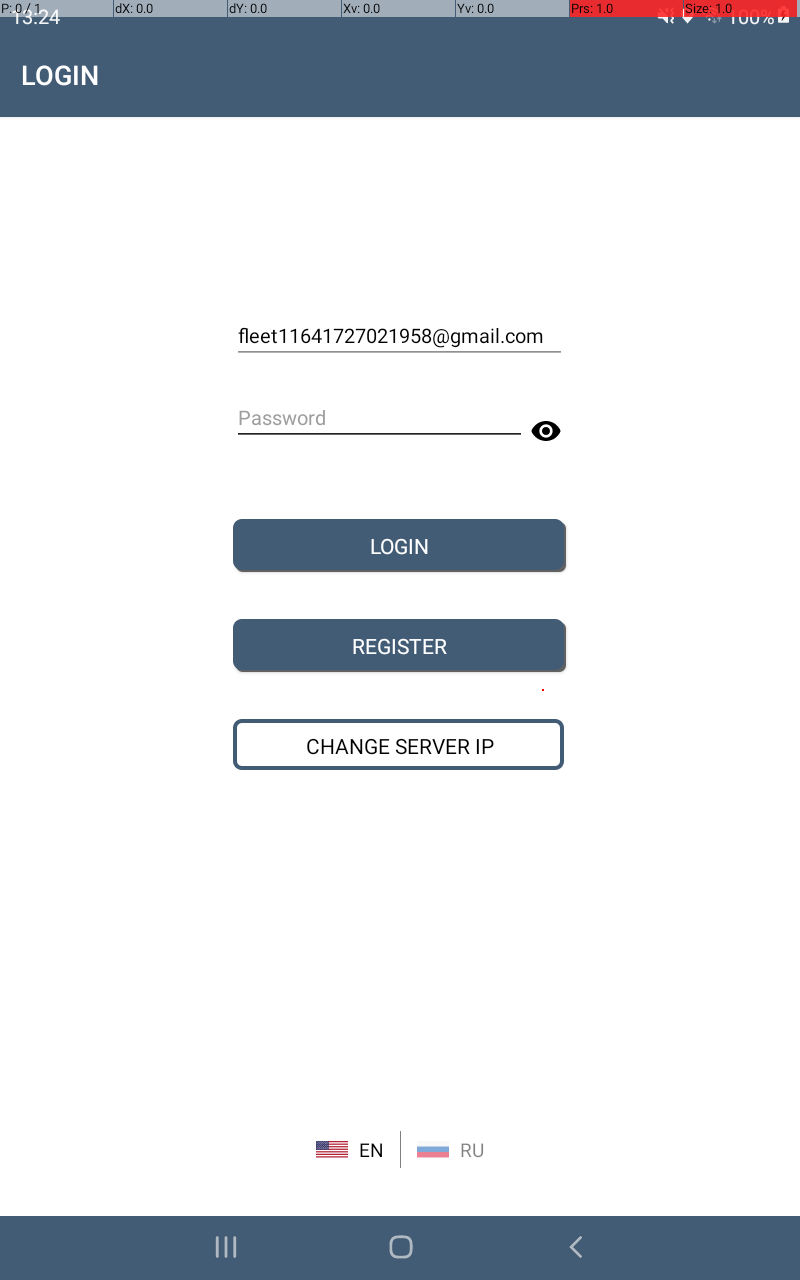 P: 0 / 1 dX: 0.0 dY: 0.0 Xv: 0.0 Yv: 0.0 Prs: 1.0 Size: 1.0
13:24 100%
LOGIN
fleet11641727021958@gmail.com
Password
LOGIN
REGISTER
CHANGE SERVER IP
EN RU